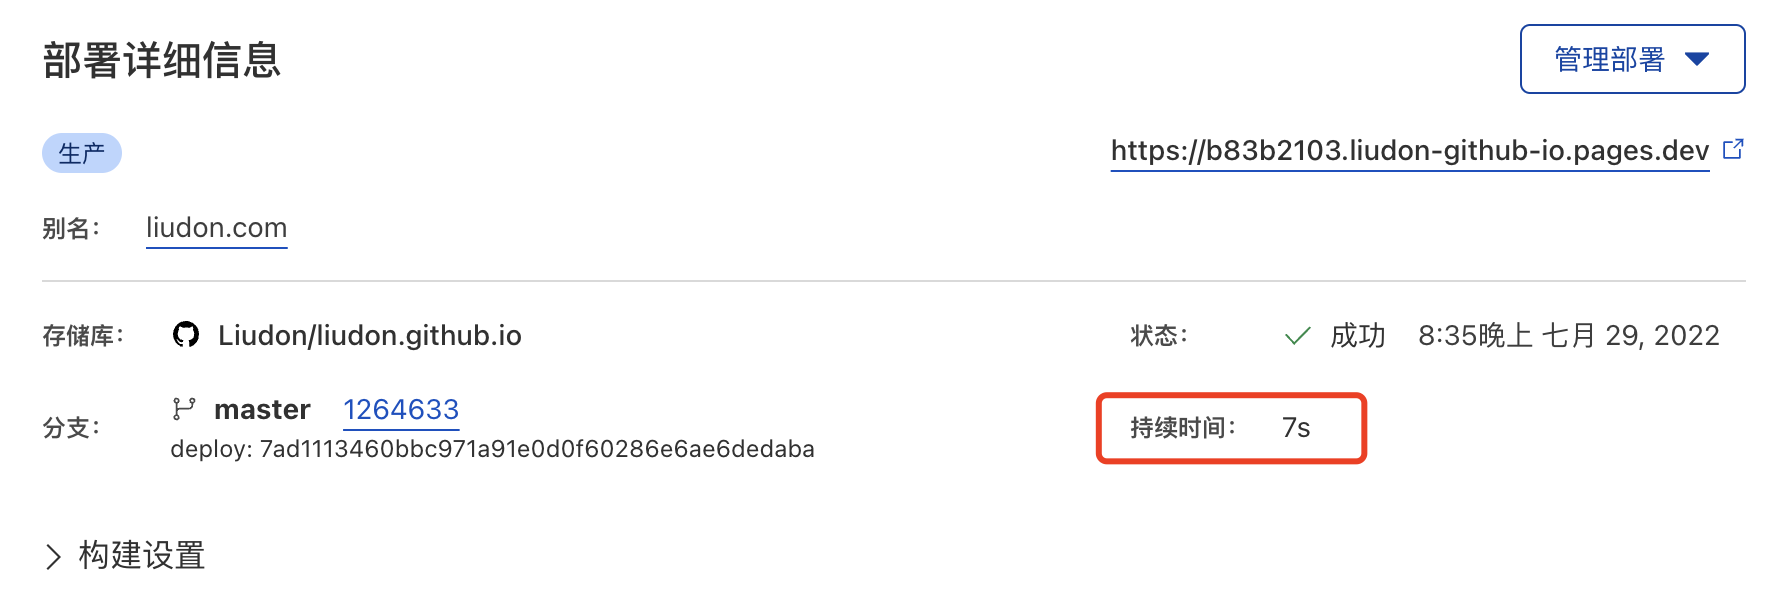 部署详细信息
管理部署
生产
https://b83b2103.liudon-github-io.pages.dev
别名：
liudon.com
存储库：
Liudon/liudon.github.io
状态：
成功
8:35晚上 七月 29, 2022
分支：
master 1264633
deploy: 7ad1113460bbc971a91e0d0f60286e6ae6dedaba
持续时间：
7s
构建设置